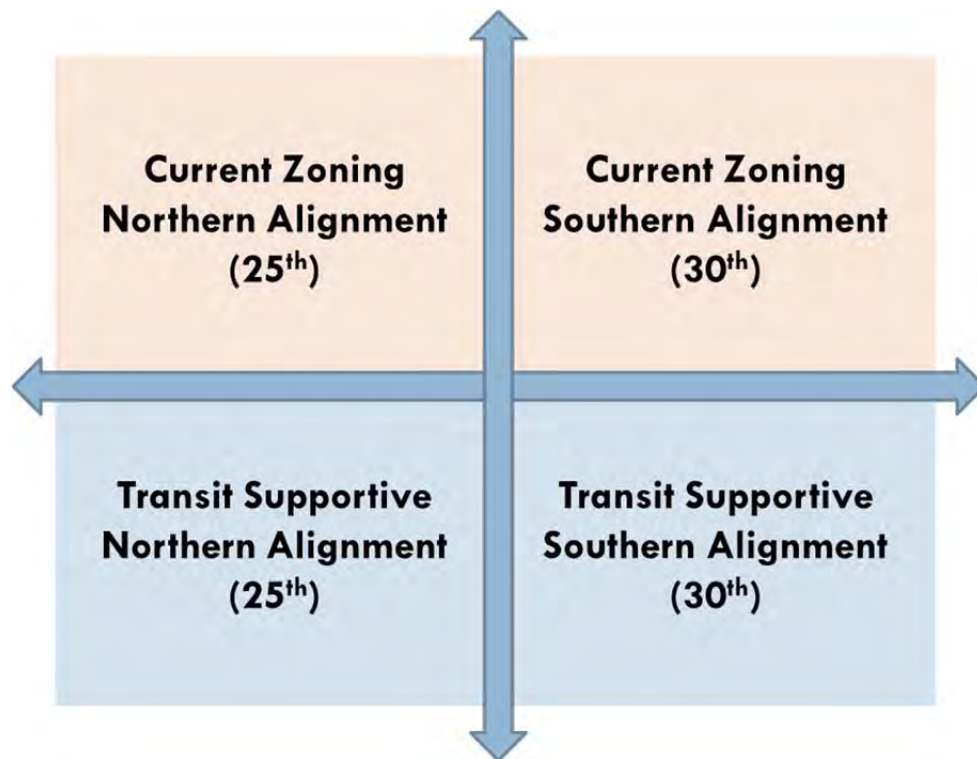 Current Zoning
Northern Alignment
(25th)
Current Zoning
Southern Alignment
(30th)
Transit Supportive
Northern Alignment
(25th)
Transit Supportive
Southern Alignment
(30th)